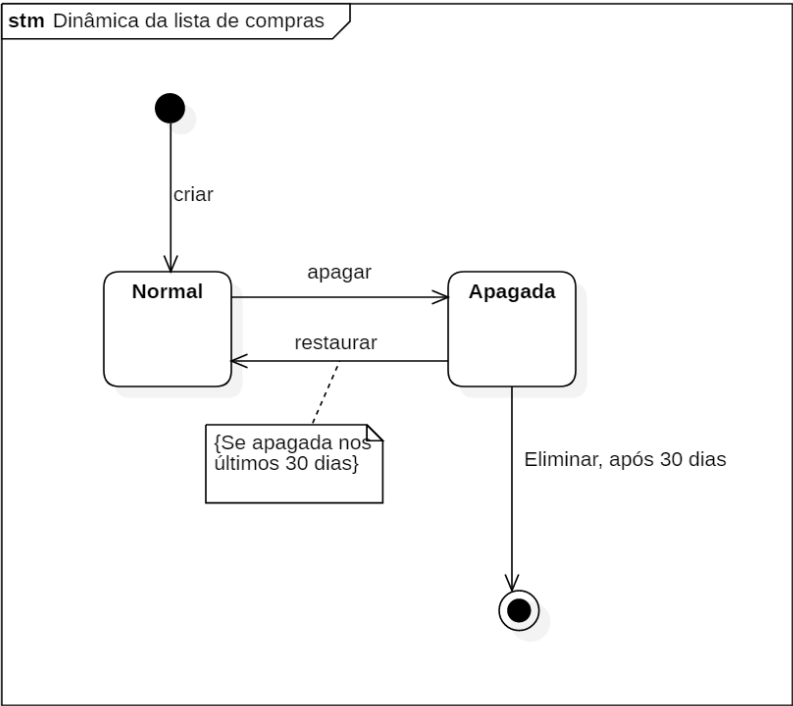 stm Dinâmica da lista de compras
criar
apagar
Normal
Apagada
restaurar
{Se apagada nos
últimos 30 dias}
Eliminar, após 30 dias